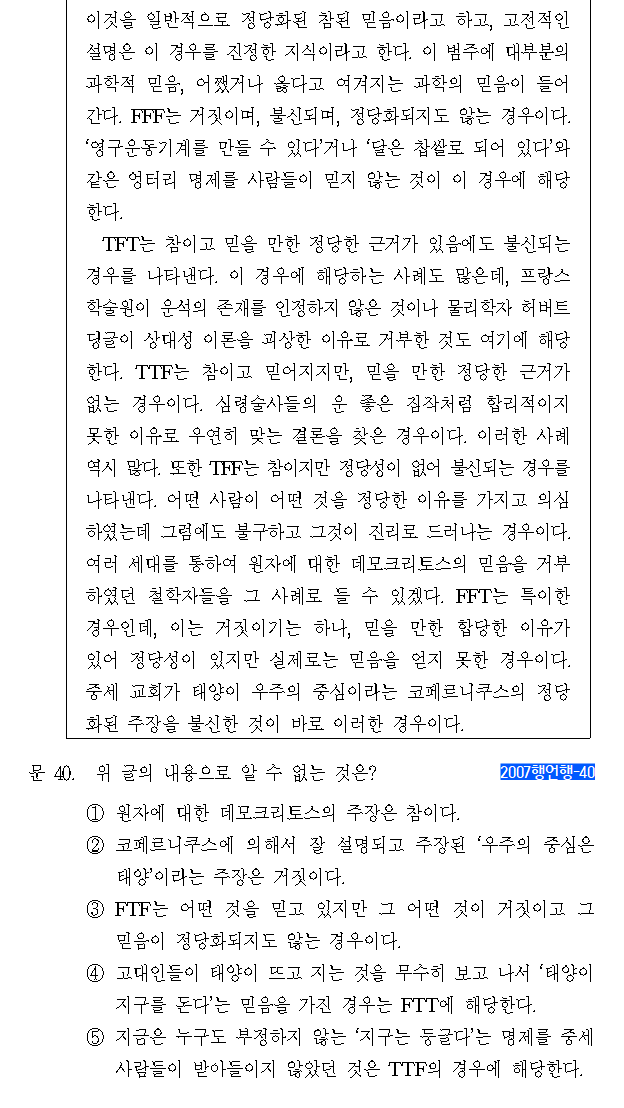 이것을 일반적으로 정당화된 참된 믿음이라고 하고, 고전적인
설명은 이 경우를 진정한 지식이라고 한다. 이 범주에 대부분의
과학적 믿음, 어쨌거나 옳다고 여겨지는 과학의 믿음이 들어
간다. FFF는 거짓이며, 불신되며, 정당화되지도 않는 경우이다.
‘영구운동기계를 만들 수 있다’거나 ‘달은 찹쌀로 되어 있다’와
같은 엉터리 명제를 사람들이 믿지 않는 것이 이 경우에 해당
한다.
TFT는 참이고 믿을 만한 정당한 근거가 있음에도 불신되는
경우를 나타낸다. 이 경우에 해당하는 사례도 많은데, 프랑스
학술원이 운석의 존재를 인정하지 않은 것이나 물리학자 허버트
딩글이 상대성 이론을 괴상한 이유로 거부한 것도 여기에 해당
한다. TTF는 참이고 믿어지지만, 믿을 만한 정당한 근거가
없는 경우이다. 심령술사들의 운 좋은 짐작처럼 합리적이지
못한 이유로 우연히 맞는 결론을 찾은 경우이다. 이러한 사례
역시 많다. 또한 TFF는 참이지만 정당성이 없어 불신되는 경우를
나타낸다. 어떤 사람이 어떤 것을 정당한 이유를 가지고 의심
하였는데 그럼에도 불구하고 그것이 진리로 드러나는 경우이다.
여러 세대를 통하여 원자에 대한 데모크리토스의 믿음을 거부
하였던 철학자들을 그 사례로 들 수 있겠다. FFT는 특이한
경우인데, 이는 거짓이기는 하나, 믿을 만한 합당한 이유가
있어 정당성이 있지만 실제로는 믿음을 얻지 못한 경우이다.
중세 교회가 태양이 우주의 중심이라는 코페르니쿠스의 정당
화된 주장을 불신한 것이 바로 이러한 경우이다.
문 40. 위 글의 내용으로 알 수 없는 것은? 2007행언행-40
① 원자에 대한 데모크리토스의 주장은 참이다.
② 코페르니쿠스에 의해서 잘 설명되고 주장된 ‘우주의 중심은
태양’이라는 주장은 거짓이다.
③ FTF는 어떤 것을 믿고 있지만 그 어떤 것이 거짓이고 그
믿음이 정당화되지도 않는 경우이다.
④ 고대인들이 태양이 뜨고 지는 것을 무수히 보고 나서 ‘태양이
지구를 돈다’는 믿음을 가진 경우는 FTT에 해당한다.
⑤ 지금은 누구도 부정하지 않는 ‘지구는 둥글다’는 명제를 중세
사람들이 받아들이지 않았던 것은 TTF의 경우에 해당한다.